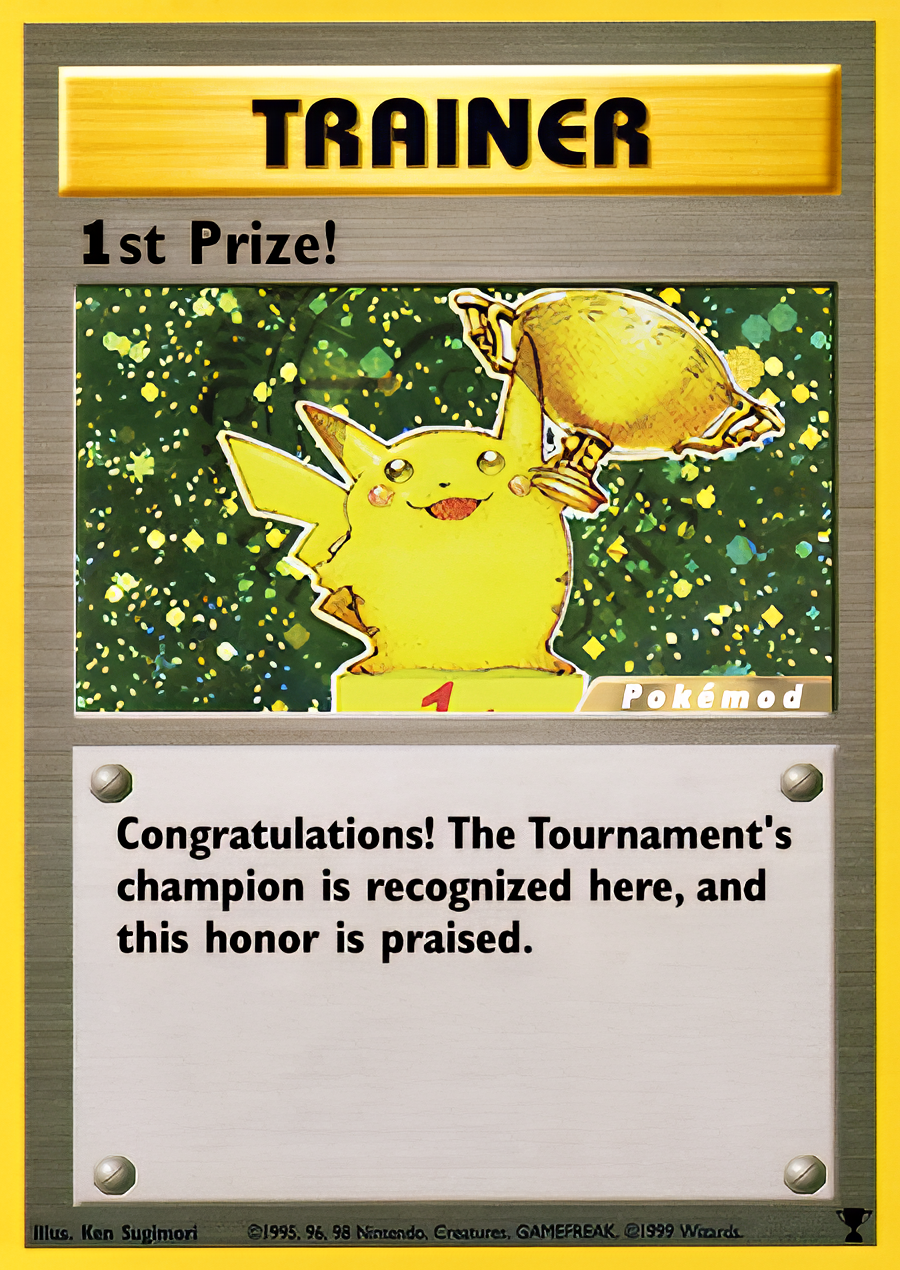 TRAINER
1st Prize!
1
Pokémod
Congratulations! The Tournament's
champion is recognized here, and
this honor is praised.
Illus. Ken Sugimori ©1995, 96, 98 Nintendo, Creatures, GAMEFREAK. ©1999 Wizards.